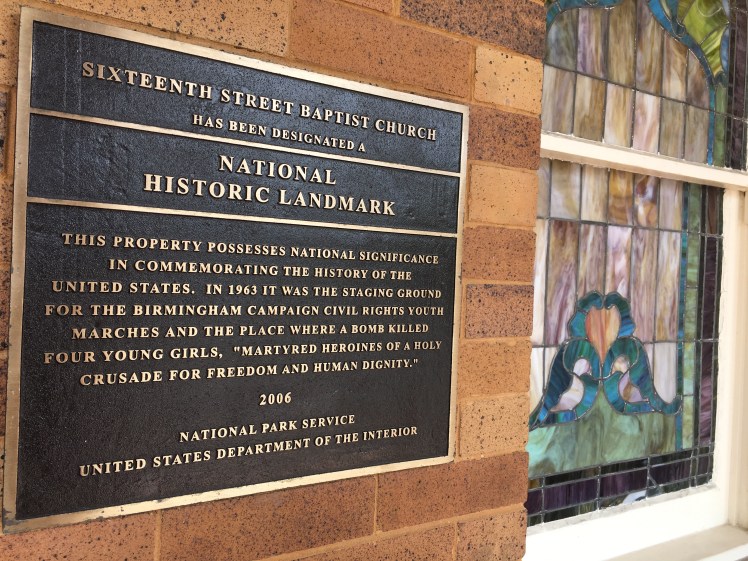 SIXTEENTH STREET BAPTIST CHURCH
HAS BEEN DESIGNATED A
NATIONAL
HISTORIC LANDMARK
THIS PROPERTY POSSESSES NATIONAL SIGNIFICANCE
IN COMMEMORATING THE HISTORY OF THE
UNITED STATES. IN 1963 IT WAS THE STAGING GROUND
FOR THE BIRMINGHAM CAMPAIGN CIVIL RIGHTS YOUTH
MARCHES AND THE PLACE WHERE A BOMB KILLED
FOUR YOUNG GIRLS, "MARTYRED HEROINES OF A HOLY
CRUSADE FOR FREEDOM AND HUMAN DIGNITY."
2006
NATIONAL PARK SERVICE
UNITED STATES DEPARTMENT OF THE INTERIOR